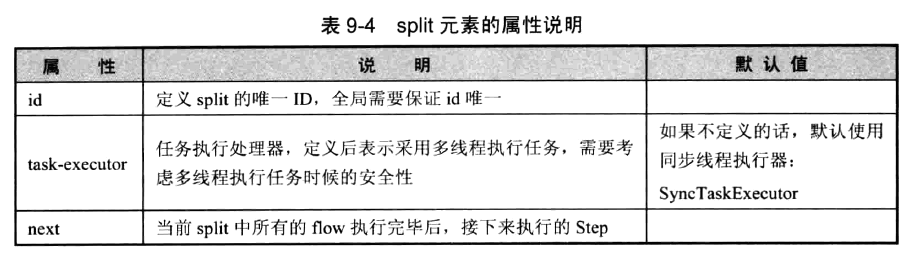 表 9-4 split 元素的属性说明
属 性 说 明 默认值
id 定义 split 的唯一 ID，全局需要保证 id 唯一
task-executor 任务执行处理器，定义后表示采用多线程执行任务，需要考
虑多线程执行任务时候的安全性
如果不定义的话，默认使用
同步线程执行器：
SyncTaskExecutor
next 当前 split 中所有的 flow 执行完毕后，接下来执行的 Step